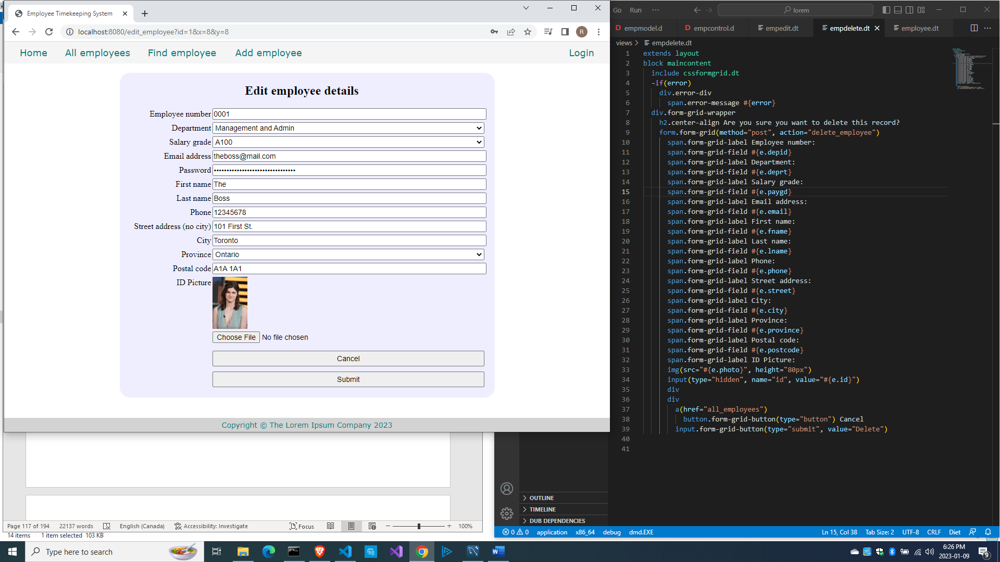 Employee Timekeeping System
localhost:8080/edit_employee?id=1&x=8&y=8
R
Home All employees Find employee Add employee Login
Edit employee details
Employee number 0001
Department Management and Admin
Salary grade A100
Email address theboss@mail.com
Password ••••••••••••••••••••••••••••••••
First name The
Last name Boss
Phone 12345678
Street address (no city) 101 First St.
City Toronto
Province Ontario
Postal code A1A 1A1
ID Picture
Choose File No file chosen
Cancel
Submit
Copyright © The Lorem Ipsum Company 2023
Page 117 of 194 22137 words English (Canada) Accessibility: Investigate Focus 100%
14 items 1 item selected 103 KB
Go Run ··· lorem
empmodel.d empcontrol.d empedit.dt empdelete.dt employee.dt
views > empdelete.dt
1 extends layout
2 block maincontent
3 include cssformgrid.dt
4 -if(error)
5 div.error-div
6 span.error-message #{error}
7 div.form-grid-wrapper
8 h2.center-align Are you sure you want to delete this record?
9 form.form-grid(method="post", action="delete_employee")
10 span.form-grid-label Employee number:
11 span.form-grid-field #{e.depid}
12 span.form-grid-label Department:
13 span.form-grid-field #{e.deprt}
14 span.form-grid-label Salary grade:
15 span.form-grid-field #{e.paygd}
16 span.form-grid-label Email address:
17 span.form-grid-field #{e.email}
18 span.form-grid-label First name:
19 span.form-grid-field #{e.fname}
20 span.form-grid-label Last name:
21 span.form-grid-field #{e.lname}
22 span.form-grid-label Phone:
23 span.form-grid-field #{e.phone}
24 span.form-grid-label Street address:
25 span.form-grid-field #{e.street}
26 span.form-grid-label City:
27 span.form-grid-field #{e.city}
28 span.form-grid-label Province:
29 span.form-grid-field #{e.province}
30 span.form-grid-label Postal code:
31 span.form-grid-field #{e.postcode}
32 span.form-grid-label ID Picture:
33 img(src="#{e.photo}", height="80px")
34 input(type="hidden", name="id", value="#{e.id}")
35 div
36 div
37 a(href="all_employees")
38 button.form-grid-button(type="button") Cancel
39 input.form-grid-button(type="submit", value="Delete")
40
41
OUTLINE
TIMELINE
DUB DEPENDENCIES
0 0 application x86_64 debug dmd.EXE Ln 15, Col 38 Tab Size: 2 UTF-8 CRLF Diet
Type here to search
6:26 PM
2023-01-09
9